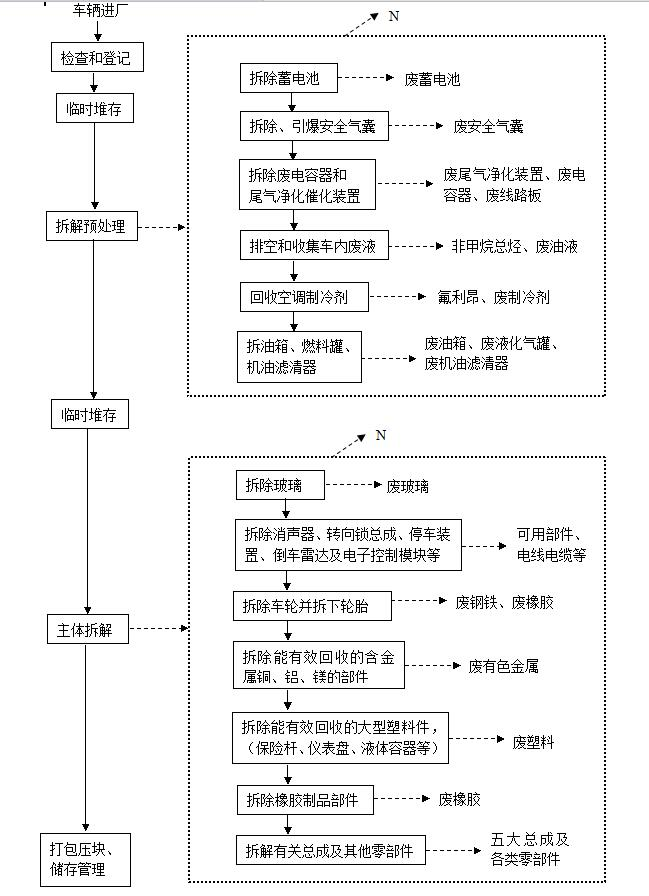 车辆进厂
检查和登记
临时堆存
拆解预处理
N
拆除蓄电池
废蓄电池
拆除、引爆安全气囊
废安全气囊
拆除废电容器和
尾气净化催化装置
废尾气净化装置、废电
容器、废线路板
排空和收集车内废液
非甲烷总烃、废油液
回收空调制冷剂
氟利昂、废制冷剂
拆油箱、燃料罐、
机油滤清器
废油箱、废液化气罐、
废机油滤清器
临时堆存
主体拆解
N
拆除玻璃
废玻璃
拆除消声器、转向锁总成、停车装
置、倒车雷达及电子控制模块等
可用部件、
电线电缆等
拆除车轮并拆下轮胎
废钢铁、废橡胶
拆除能有效回收的含金
属铜、铝、镁的部件
废有色金属
拆除能有效回收的大型塑料件，
（保险杆、仪表盘、液体容器等）
废塑料
拆除橡胶制品部件
废橡胶
拆解有关总成及其他零部件
五大总成及
各类零部件
打包压块、
储存管理